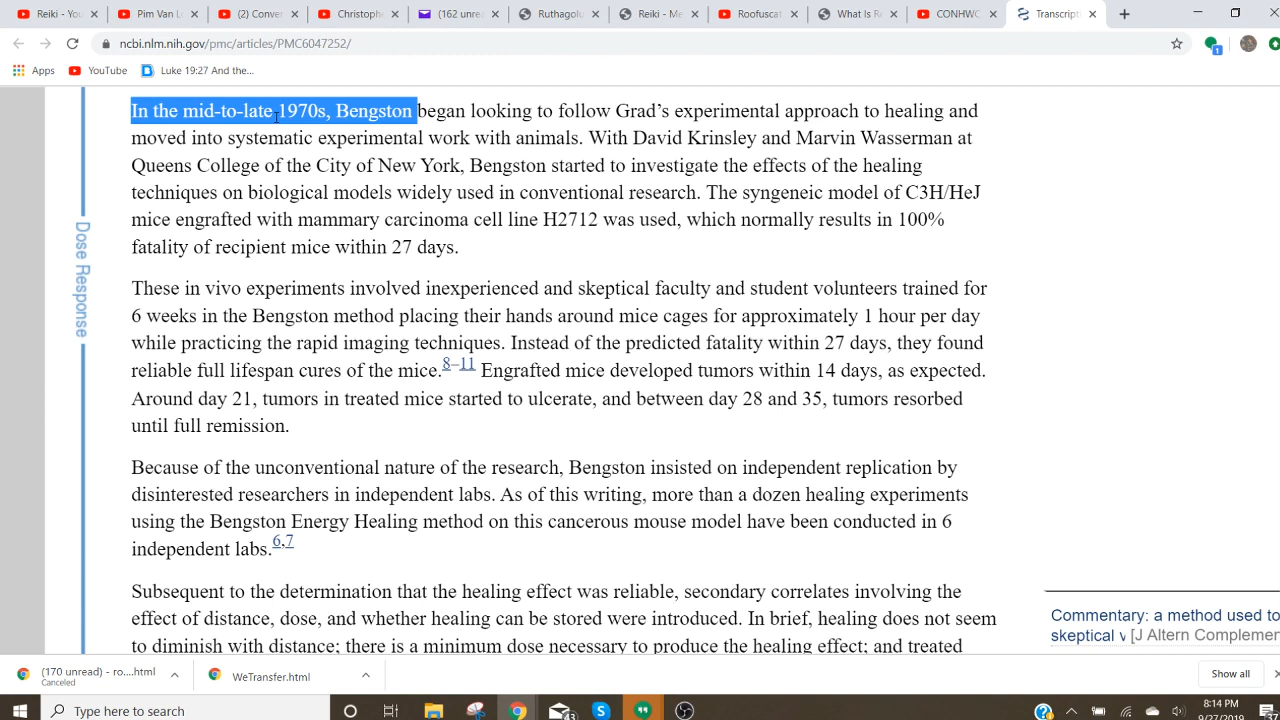 Reiki - You
Pim Van Lo
(2) Conver
Christophe
(162 unrea
Ruthagolu
Reiki - Me
Roofuscat
What Is Re
CONHWC
Transcripti
ncbi.nlm.nih.gov/pmc/articles/PMC6047252/
1
Apps
YouTube
Luke 19:27 And the...
In the mid-to-late 1970s, Bengston began looking to follow Grad's experimental approach to healing and
moved into systematic experimental work with animals. With David Krinsley and Marvin Wasserman at
Queens College of the City of New York, Bengston started to investigate the effects of the healing
techniques on biological models widely used in conventional research. The syngeneic model of C3H/HeJ
mice engrafted with mammary carcinoma cell line H2712 was used, which normally results in 100%
fatality of recipient mice within 27 days.
Dose Response
These in vivo experiments involved inexperienced and skeptical faculty and student volunteers trained for
6 weeks in the Bengston method placing their hands around mice cages for approximately 1 hour per day
while practicing the rapid imaging techniques. Instead of the predicted fatality within 27 days, they found
reliable full lifespan cures of the mice.8–11 Engrafted mice developed tumors within 14 days, as expected.
Around day 21, tumors in treated mice started to ulcerate, and between day 28 and 35, tumors resorbed
until full remission.
Because of the unconventional nature of the research, Bengston insisted on independent replication by
disinterested researchers in independent labs. As of this writing, more than a dozen healing experiments
using the Bengston Energy Healing method on this cancerous mouse model have been conducted in 6
independent labs.6,7
Subsequent to the determination that the healing effect was reliable, secondary correlates involving the
effect of distance, dose, and whether healing can be stored were introduced. In brief, healing does not seem
to diminish with distance; there is a minimum dose necessary to produce the healing effect; and treated
Commentary: a method used to
skeptical v [J Altern Complemen
(170 unread) - ro....html
Canceled
WeTransfer.html
Show all
Type here to search
43
8:14 PM
9/27/2019